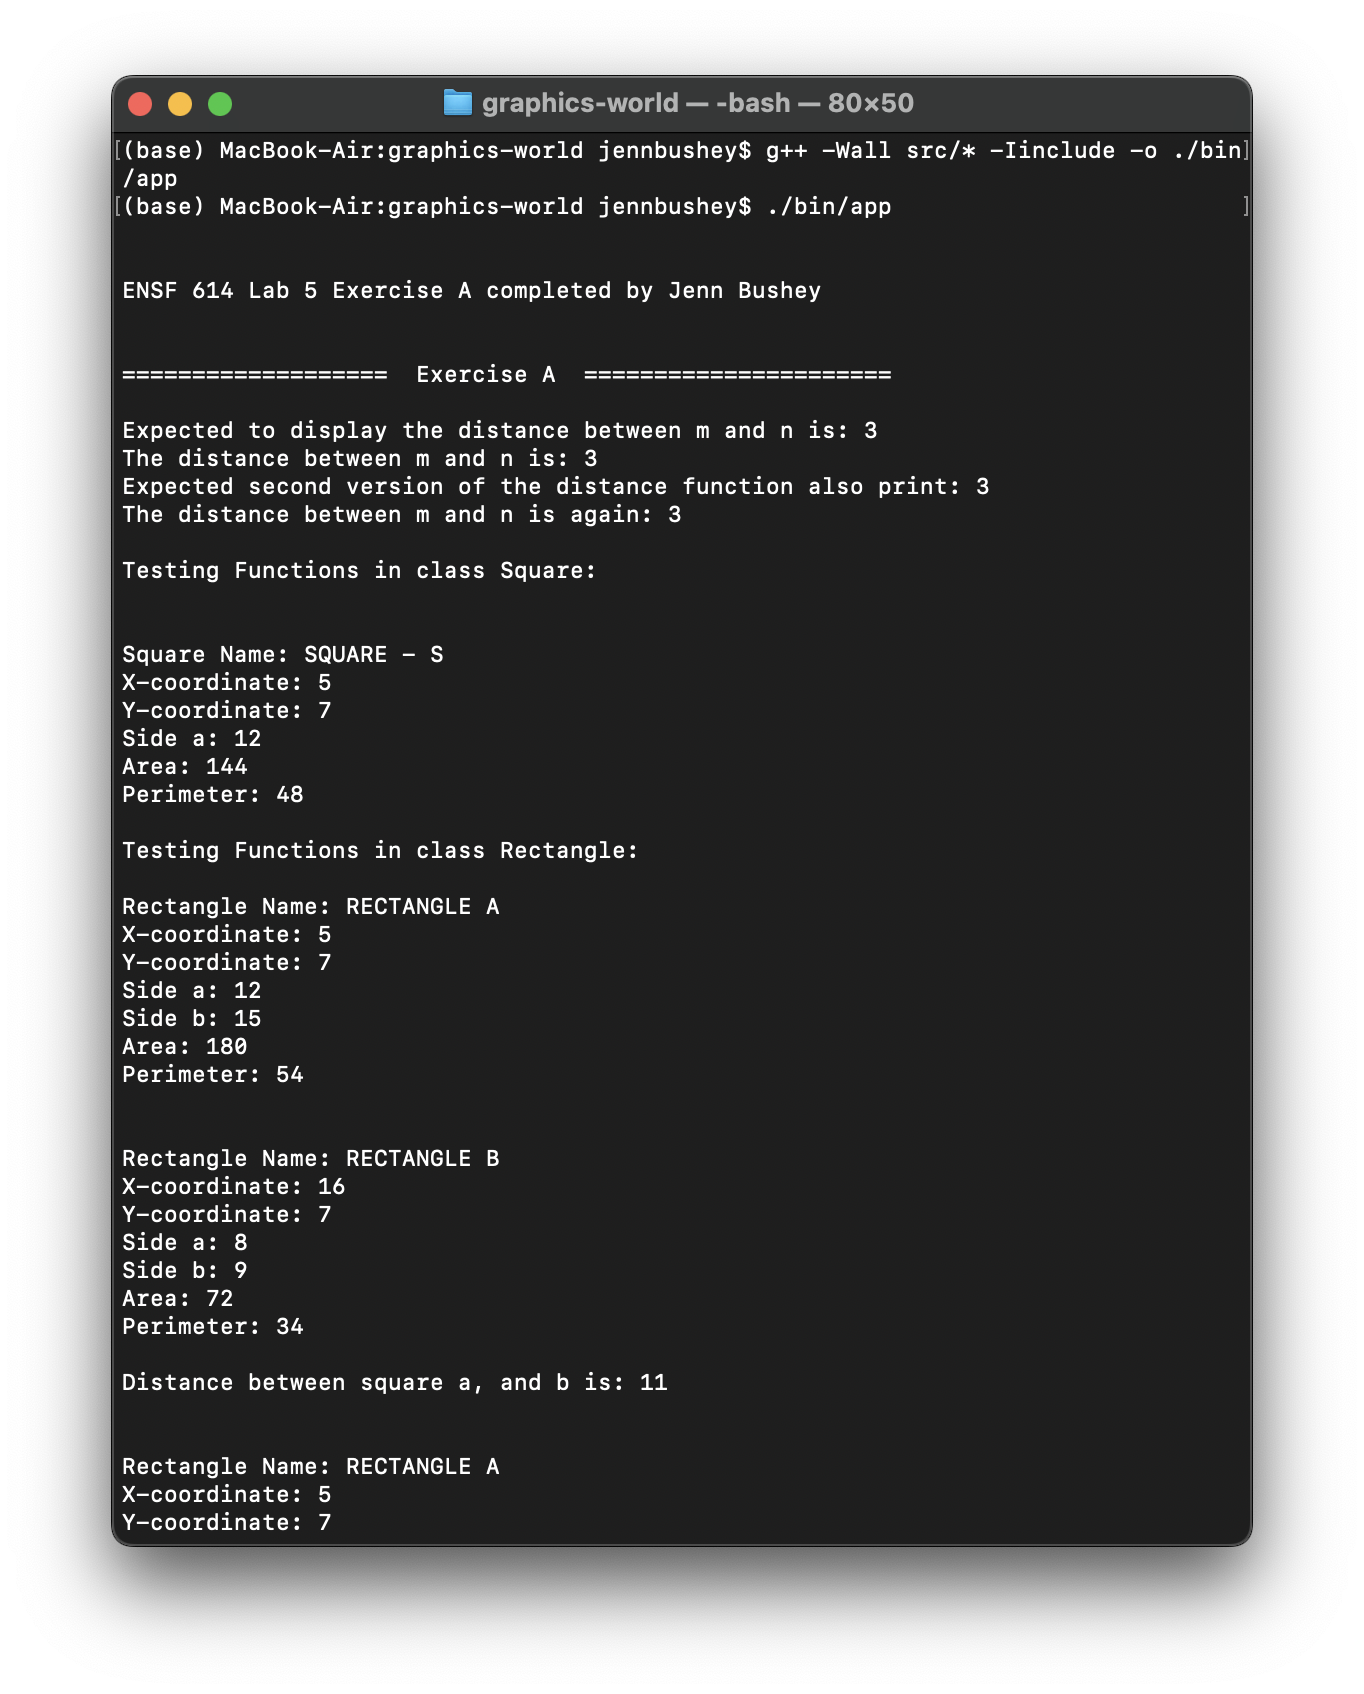 graphics-world — -bash — 80×50
[(base) MacBook-Air:graphics-world jennbushey$ g++ -Wall src/* -Iinclude -o ./bin]
/app
[(base) MacBook-Air:graphics-world jennbushey$ ./bin/app ]
ENSF 614 Lab 5 Exercise A completed by Jenn Bushey
=================== Exercise A ======================
Expected to display the distance between m and n is: 3
The distance between m and n is: 3
Expected second version of the distance function also print: 3
The distance between m and n is again: 3
Testing Functions in class Square:
Square Name: SQUARE - S
X-coordinate: 5
Y-coordinate: 7
Side a: 12
Area: 144
Perimeter: 48
Testing Functions in class Rectangle:
Rectangle Name: RECTANGLE A
X-coordinate: 5
Y-coordinate: 7
Side a: 12
Side b: 15
Area: 180
Perimeter: 54
Rectangle Name: RECTANGLE B
X-coordinate: 16
Y-coordinate: 7
Side a: 8
Side b: 9
Area: 72
Perimeter: 34
Distance between square a, and b is: 11
Rectangle Name: RECTANGLE A
X-coordinate: 5
Y-coordinate: 7